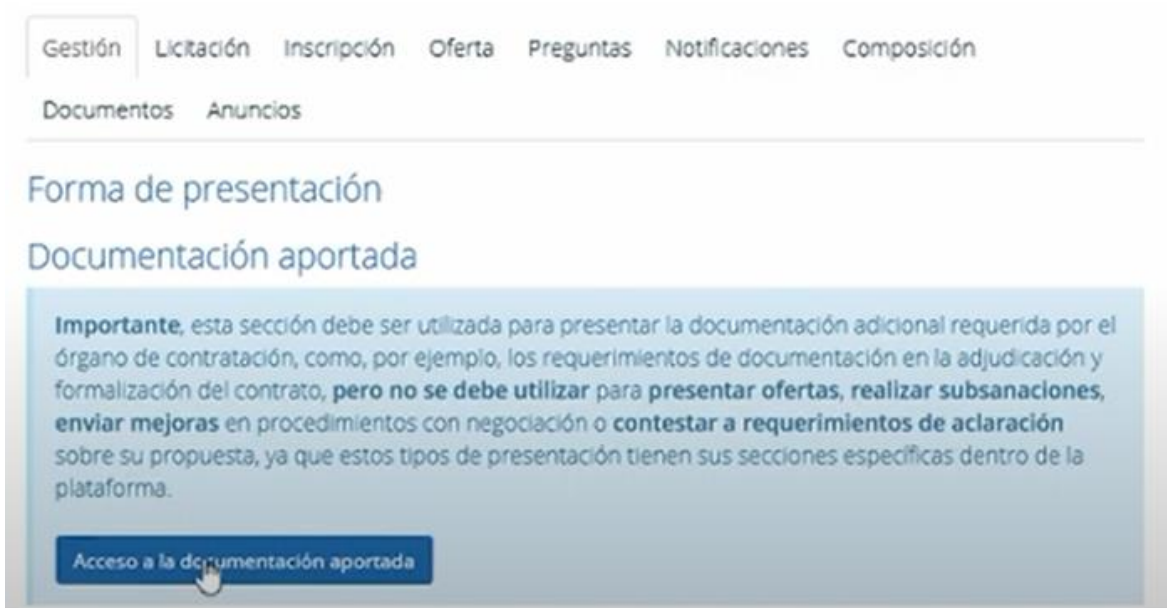 Gestión Licitación Inscripción Oferta Preguntas Notificaciones Composición
Documentos Anuncios
Forma de presentación
Documentación aportada
Importante, esta sección debe ser utilizada para presentar la documentación adicional requerida por el
órgano de contratación, como, por ejemplo, los requerimientos de documentación en la adjudicación y
formalización del contrato, pero no se debe utilizar para presentar ofertas, realizar subsanaciones,
enviar mejoras en procedimientos con negociación o contestar a requerimientos de aclaración
sobre su propuesta, ya que estos tipos de presentación tienen sus secciones específicas dentro de la
plataforma.
Acceso a la documentación aportada